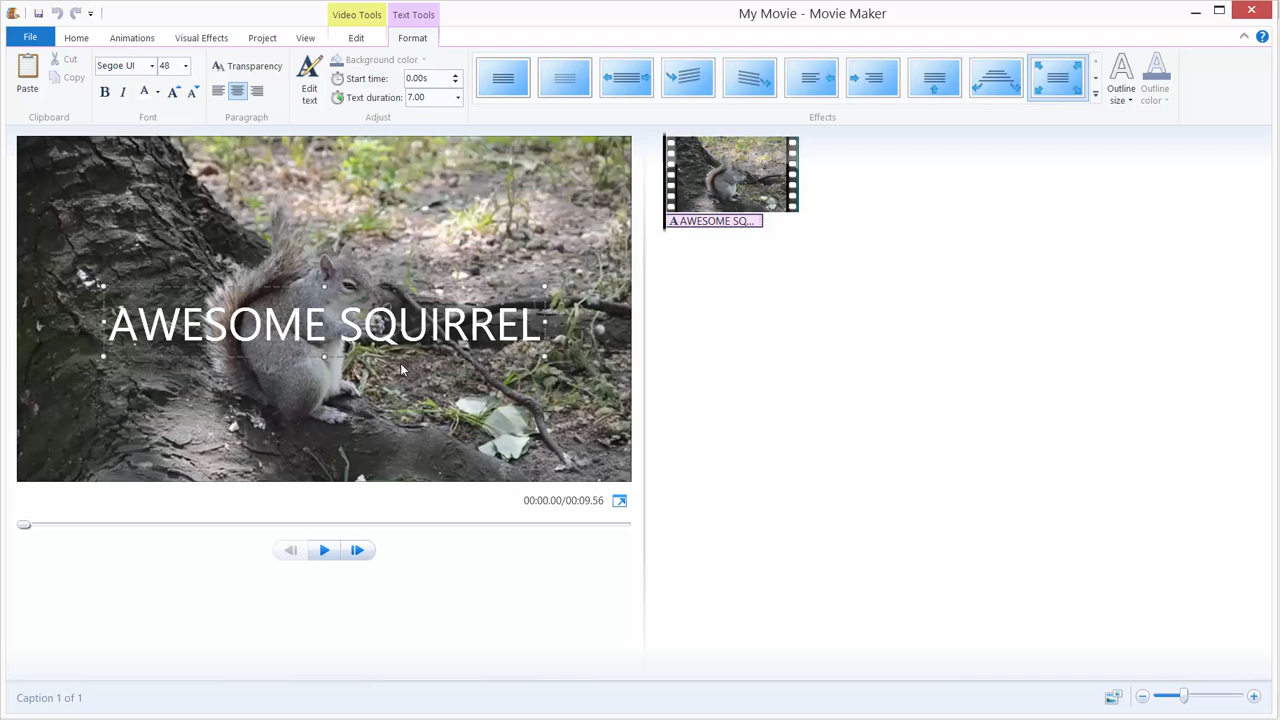 Video Tools
Text Tools
My Movie - Movie Maker
File
Home
Animations
Visual Effects
Project
View
Edit
Format
Paste
Cut
Copy
Clipboard
Segoe UI
48
B I A A A
Font
Transparency
Paragraph
A
Edit
text
Background color
Start time: 0.00s
Text duration: 7.00
Adjust
Effects
A
Outline
size
A
Outline
color
AWESOME SQUIRREL
A AWESOME SQ...
00:00.00/00:09.56
Caption 1 of 1